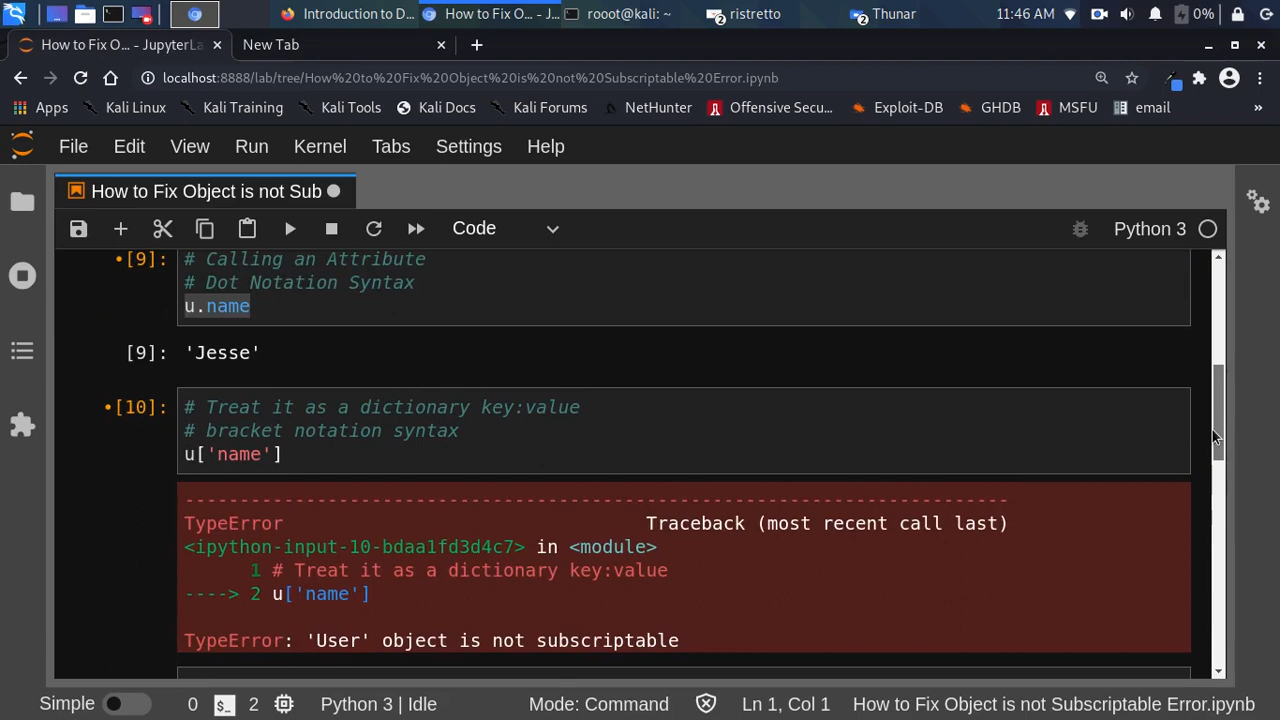 Introduction to D...
How to Fix O... - J...
rooot@kali: ~
2 ristretto
2 Thunar
11:46 AM
0%
How to Fix O... - JupyterLa
New Tab
localhost:8888/lab/tree/How%20to%20Fix%20Object%20is%20not%20Subscriptable%20Error.ipynb
Apps Kali Linux Kali Training Kali Tools Kali Docs Kali Forums NetHunter Offensive Secu... Exploit-DB GHDB MSFU email »
File Edit View Run Kernel Tabs Settings Help
How to Fix Object is not Sub
Code
Python 3
[9]: # Calling an Attribute
# Dot Notation Syntax
u.name
[9]: 'Jesse'
[10]: # Treat it as a dictionary key:value
# bracket notation syntax
u['name']
---------------------------------------------------------------------------
TypeError Traceback (most recent call last)
<ipython-input-10-bdaa1fd3d4c7> in <module>
1 # Treat it as a dictionary key:value
----> 2 u['name']
TypeError: 'User' object is not subscriptable
Simple 0 $_ 2 Python 3 | Idle Mode: Command Ln 1, Col 1 How to Fix Object is not Subscriptable Error.ipynb